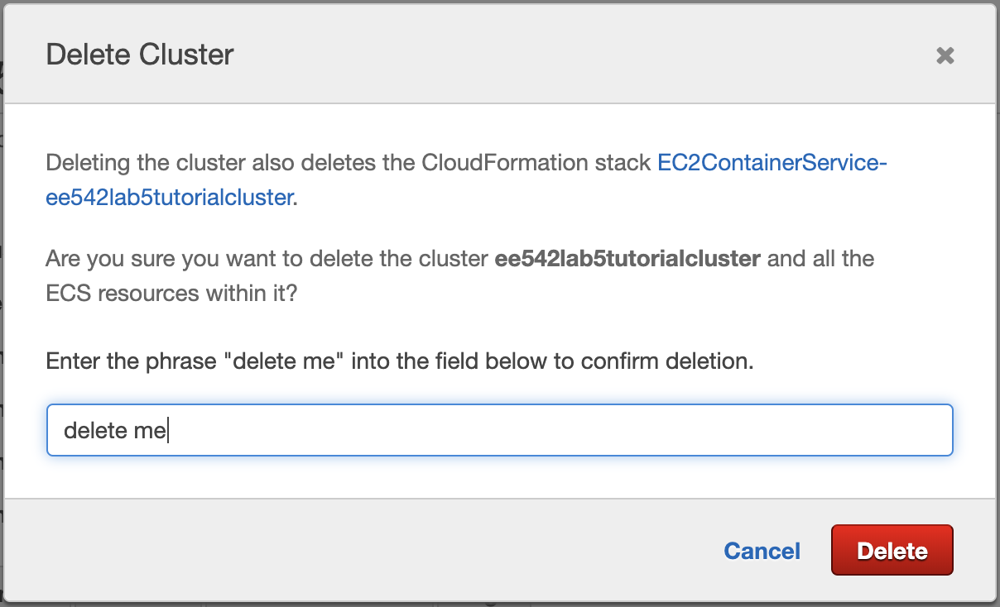 Delete Cluster
Deleting the cluster also deletes the CloudFormation stack EC2ContainerService-
ee542lab5tutorialcluster.
Are you sure you want to delete the cluster ee542lab5tutorialcluster and all the
ECS resources within it?
Enter the phrase "delete me" into the field below to confirm deletion.
delete me
Cancel Delete